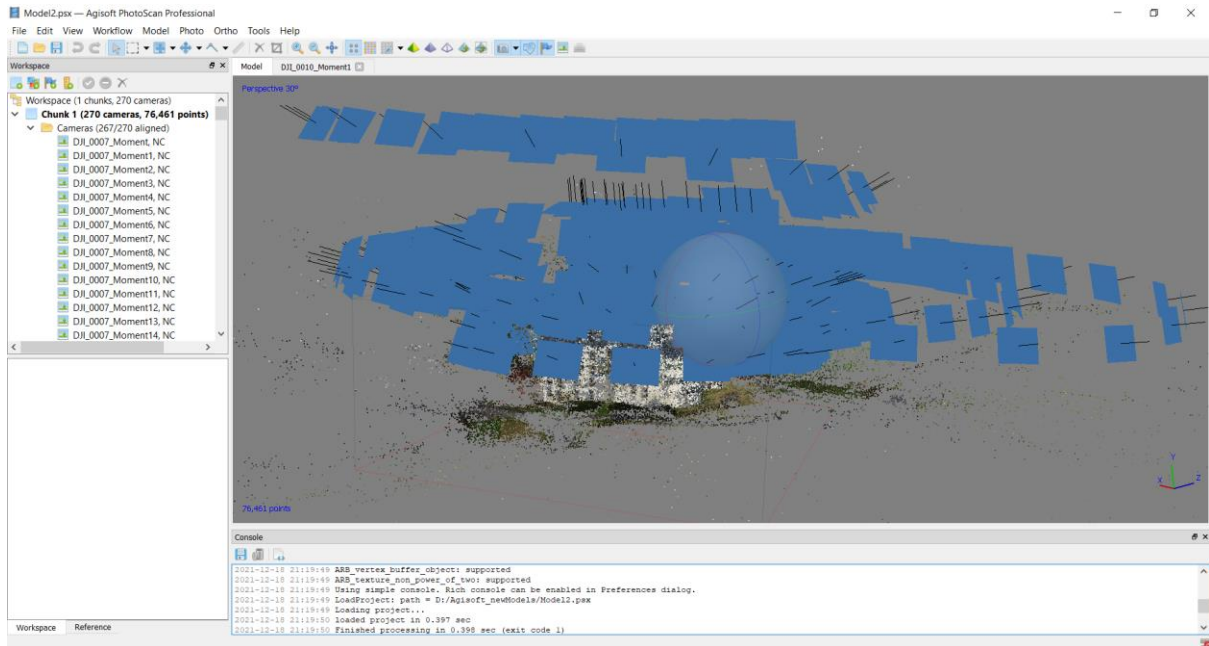 Model2.psx — Agisoft PhotoScan Professional
File Edit View Workflow Model Photo Ortho Tools Help
Workspace
Model DJI_0010_Moment1
Perspective 30°
Workspace (1 chunks, 270 cameras)
Chunk 1 (270 cameras, 76,461 points)
Cameras (267/270 aligned)
DJI_0007_Moment, NC
DJI_0007_Moment1, NC
DJI_0007_Moment2, NC
DJI_0007_Moment3, NC
DJI_0007_Moment4, NC
DJI_0007_Moment5, NC
DJI_0007_Moment6, NC
DJI_0007_Moment7, NC
DJI_0007_Moment8, NC
DJI_0007_Moment9, NC
DJI_0007_Moment10, NC
DJI_0007_Moment11, NC
DJI_0007_Moment12, NC
DJI_0007_Moment13, NC
DJI_0007_Moment14, NC
Y
X Z
76,461 points
Console
2021-12-18 21:19:49 ARB_vertex_buffer_object: supported
2021-12-18 21:19:49 ARB_texture_non_power_of_two: supported
2021-12-18 21:19:49 Using simple console. Rich console can be enabled in Preferences dialog.
2021-12-18 21:19:49 LoadProject: path = D:/Agisoft_newModels/Model2.psx
2021-12-18 21:19:49 Loading project...
2021-12-18 21:19:50 loaded project in 0.397 sec
2021-12-18 21:19:50 Finished processing in 0.398 sec (exit code 1)
Workspace Reference